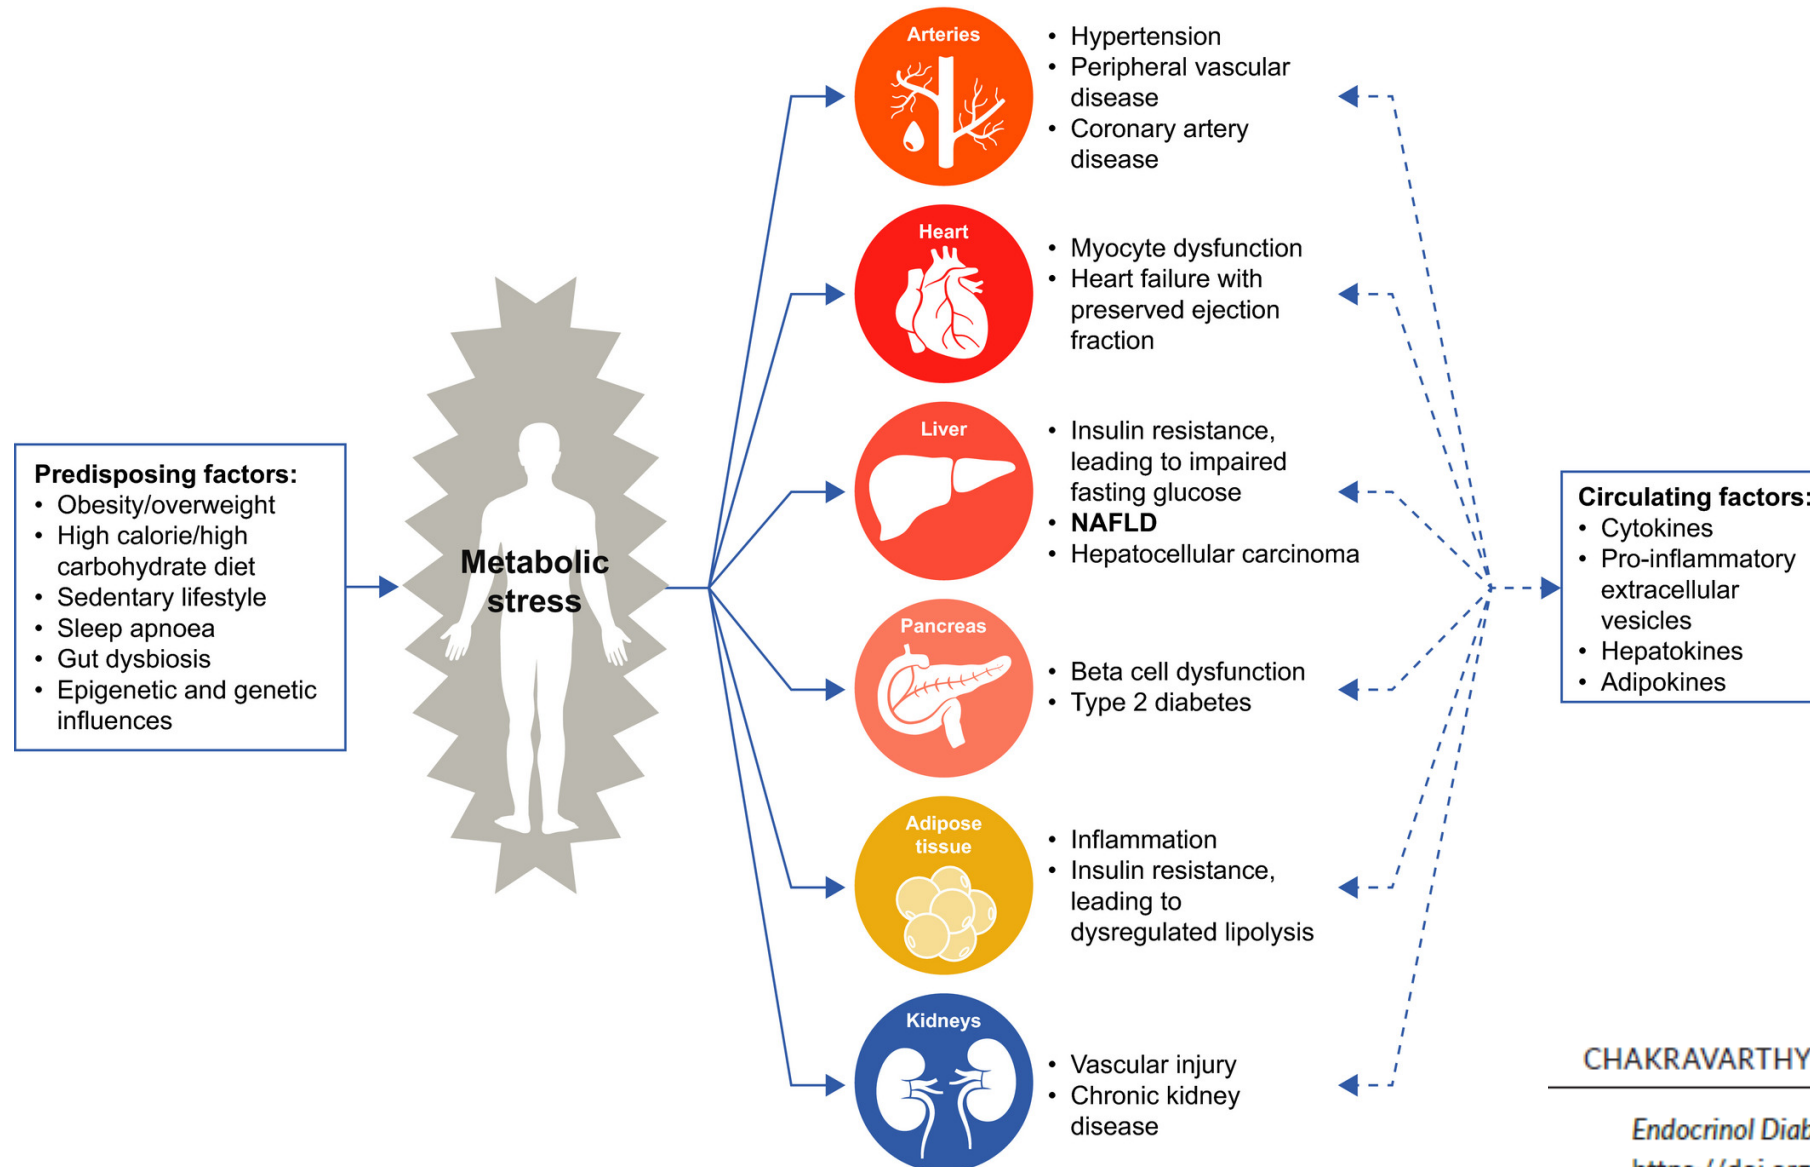 Predisposing factors:
• Obesity/overweight
• High calorie/high
carbohydrate diet
• Sedentary lifestyle
• Sleep apnoea
• Gut dysbiosis
• Epigenetic and genetic
influences
Metabolic
stress
Arteries
• Hypertension
• Peripheral vascular
disease
• Coronary artery
disease
Heart
• Myocyte dysfunction
• Heart failure with
preserved ejection
fraction
Liver
• Insulin resistance,
leading to impaired
fasting glucose
• NAFLD
• Hepatocellular carcinoma
Pancreas
• Beta cell dysfunction
• Type 2 diabetes
Adipose
tissue
• Inflammation
• Insulin resistance,
leading to
dysregulated lipolysis
Kidneys
• Vascular injury
• Chronic kidney
disease
Circulating factors:
• Cytokines
• Pro-inflammatory
extracellular
vesicles
• Hepatokines
• Adipokines
CHAKRAVARTHY
Endocrinol Diab